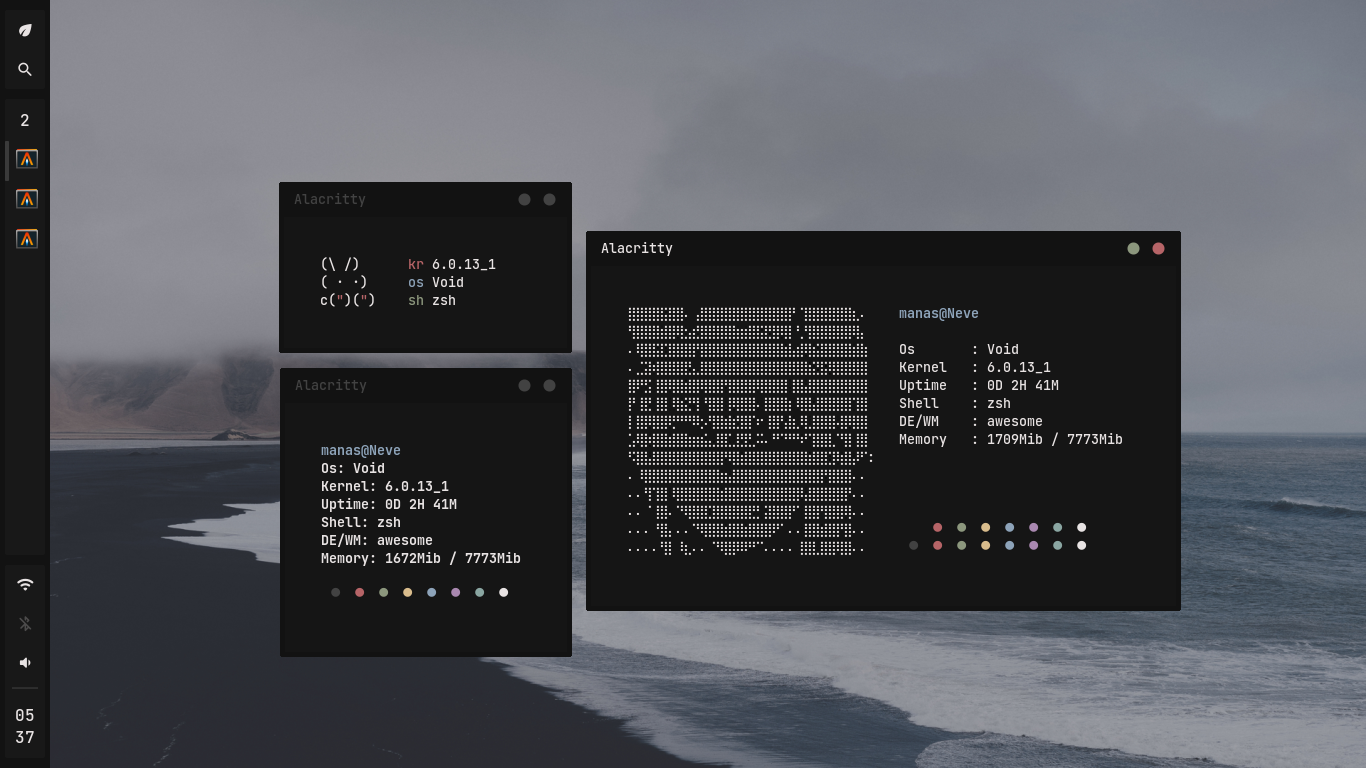 2
05
37
Alacritty
(\ /)
( · ·)
c(")(")
kr 6.0.13_1
os Void
sh zsh
Alacritty
manas@Neve
Os: Void
Kernel: 6.0.13_1
Uptime: 0D 2H 41M
Shell: zsh
DE/WM: awesome
Memory: 1672Mib / 7773Mib
Alacritty
manas@Neve
Os : Void
Kernel : 6.0.13_1
Uptime : 0D 2H 41M
Shell : zsh
DE/WM : awesome
Memory : 1709Mib / 7773Mib